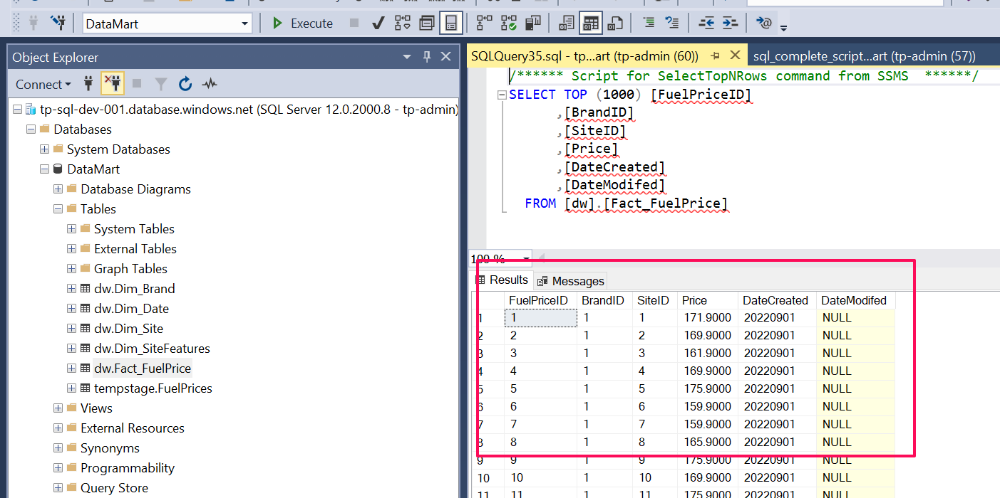 DataMart
Execute
Object Explorer
Connect
tp-sql-dev-001.database.windows.net (SQL Server 12.0.2000.8 - tp-admin)
Databases
System Databases
DataMart
Database Diagrams
Tables
System Tables
External Tables
Graph Tables
dw.Dim_Brand
dw.Dim_Date
dw.Dim_Site
dw.Dim_SiteFeatures
dw.Fact_FuelPrice
tempstage.FuelPrices
Views
External Resources
Synonyms
Programmability
Query Store
SQLQuery35.sql - tp...art (tp-admin (60)) sql_complete_script...art (tp-admin (57))
/****** Script for SelectTopNRows command from SSMS ******/
SELECT TOP (1000) [FuelPriceID]
,[BrandID]
,[SiteID]
,[Price]
,[DateCreated]
,[DateModifed]
FROM [dw].[Fact_FuelPrice]
100 %
Results Messages
FuelPriceID BrandID SiteID Price DateCreated DateModifed
1 1 1 1 171.9000 20220901 NULL
2 2 1 2 169.9000 20220901 NULL
3 3 1 3 161.9000 20220901 NULL
4 4 1 4 169.9000 20220901 NULL
5 5 1 5 175.9000 20220901 NULL
6 6 1 6 159.9000 20220901 NULL
7 7 1 7 159.9000 20220901 NULL
8 8 1 8 165.9000 20220901 NULL
9 9 1 9 175.9000 20220901 NULL
10 10 1 10 169.9000 20220901 NULL
11 11 1 11 175.9000 20220901 NULL